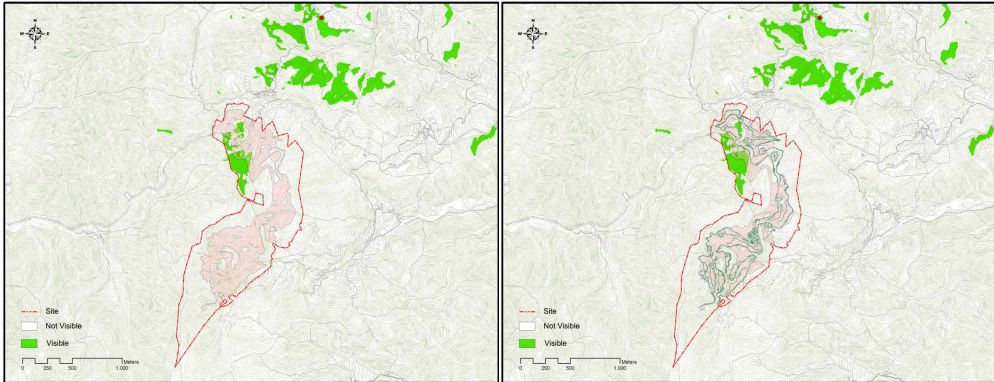 N
W E
S
Site
Not Visible
Visible
Meters
0 250 500 1.000
N
W E
S
Site
Not Visible
Visible
Meters
0 250 500 1.000